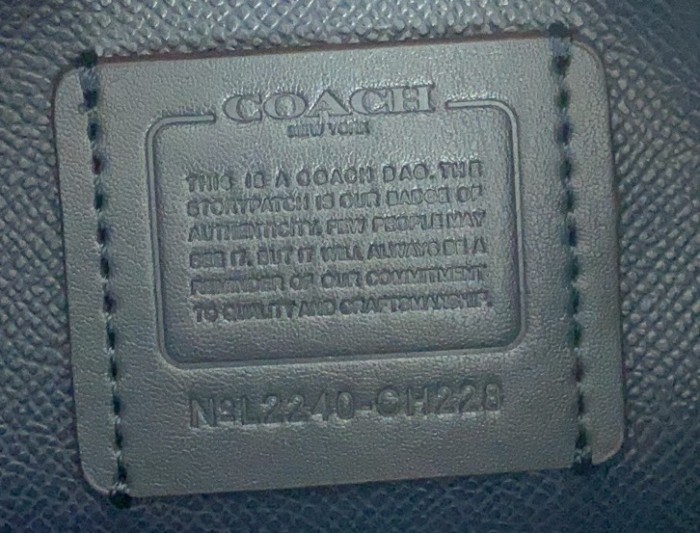 COACH
NEW YORK
THIS IS A COACH BAG. THE
STORYPATCH IS OUR BADGE OF
AUTHENTICITY. FEW PEOPLE MAY
SEE IT, BUT IT WILL ALWAYS BE A
REMINDER OF OUR COMMITMENT
TO QUALITY AND CRAFTSMANSHIP.
Nº L2240-CH228